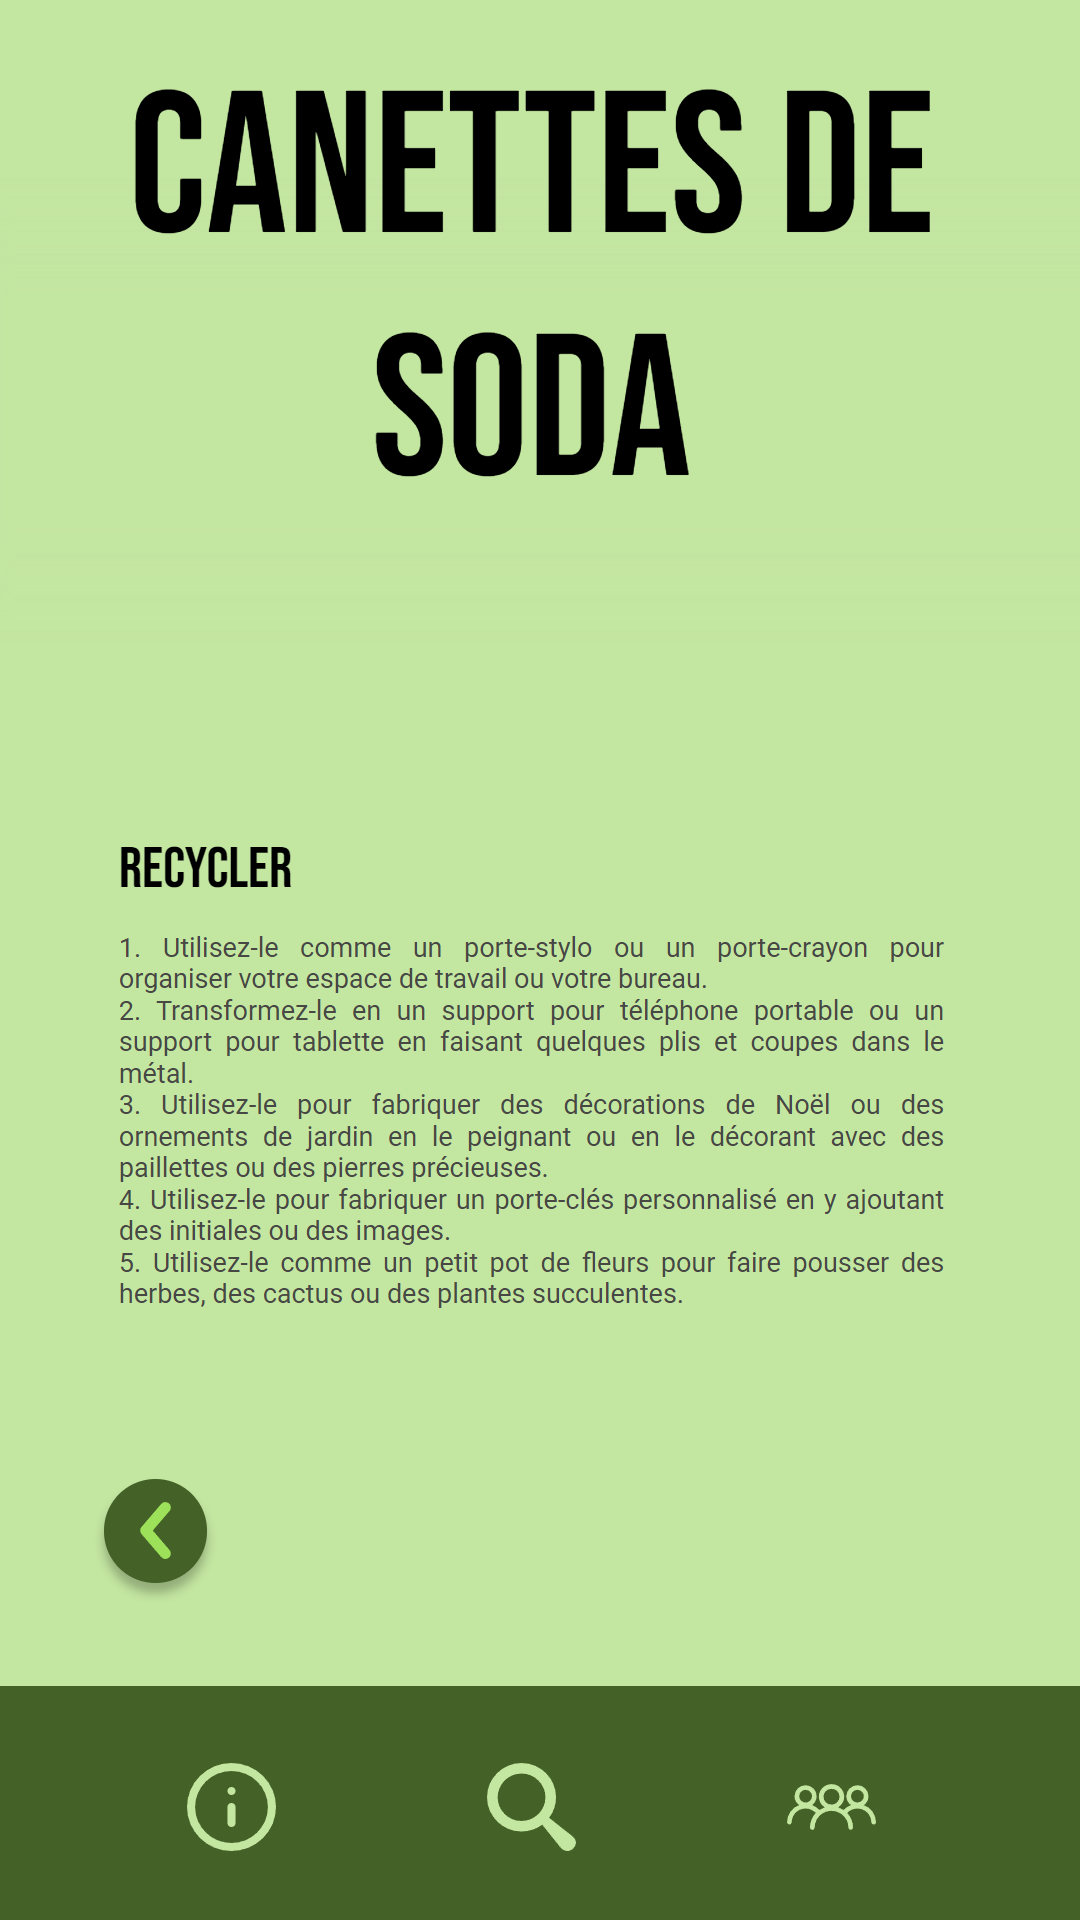 CANETTES DE
SODA
RECYCLER
1. Utilisez-le comme un porte-stylo ou un porte-crayon pour
organiser votre espace de travail ou votre bureau.
2. Transformez-le en un support pour téléphone portable ou un
support pour tablette en faisant quelques plis et coupes dans le
métal.
3. Utilisez-le pour fabriquer des décorations de Noël ou des
ornements de jardin en le peignant ou en le décorant avec des
paillettes ou des pierres précieuses.
4. Utilisez-le pour fabriquer un porte-clés personnalisé en y ajoutant
des initiales ou des images.
5. Utilisez-le comme un petit pot de fleurs pour faire pousser des
herbes, des cactus ou des plantes succulentes.